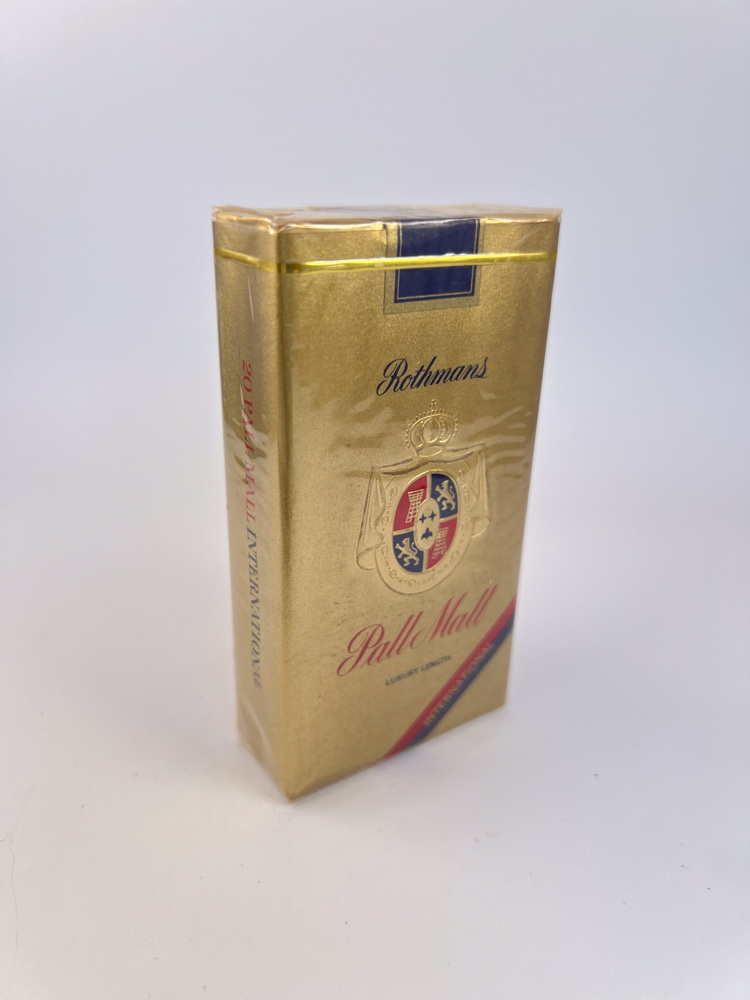 Rothmans
Pall Mall
LUXURY LENGTH
INTERNATIONAL
20 PALL MALL INTERNATIONAL